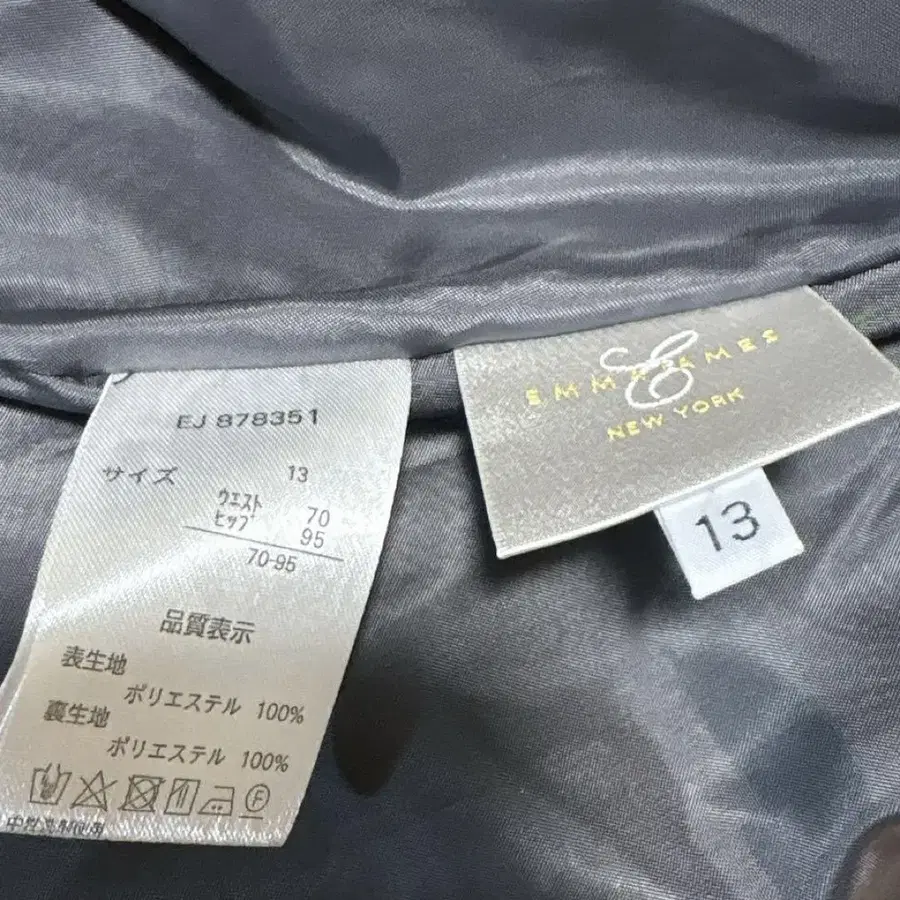 EJ 878351
サイズ 13
ウエスト 70
ヒップ 95
70-95
品質表示
表生地
ポリエステル 100%
裏生地
ポリエステル 100%
F
E
EMMA JAMES
NEW YORK
13